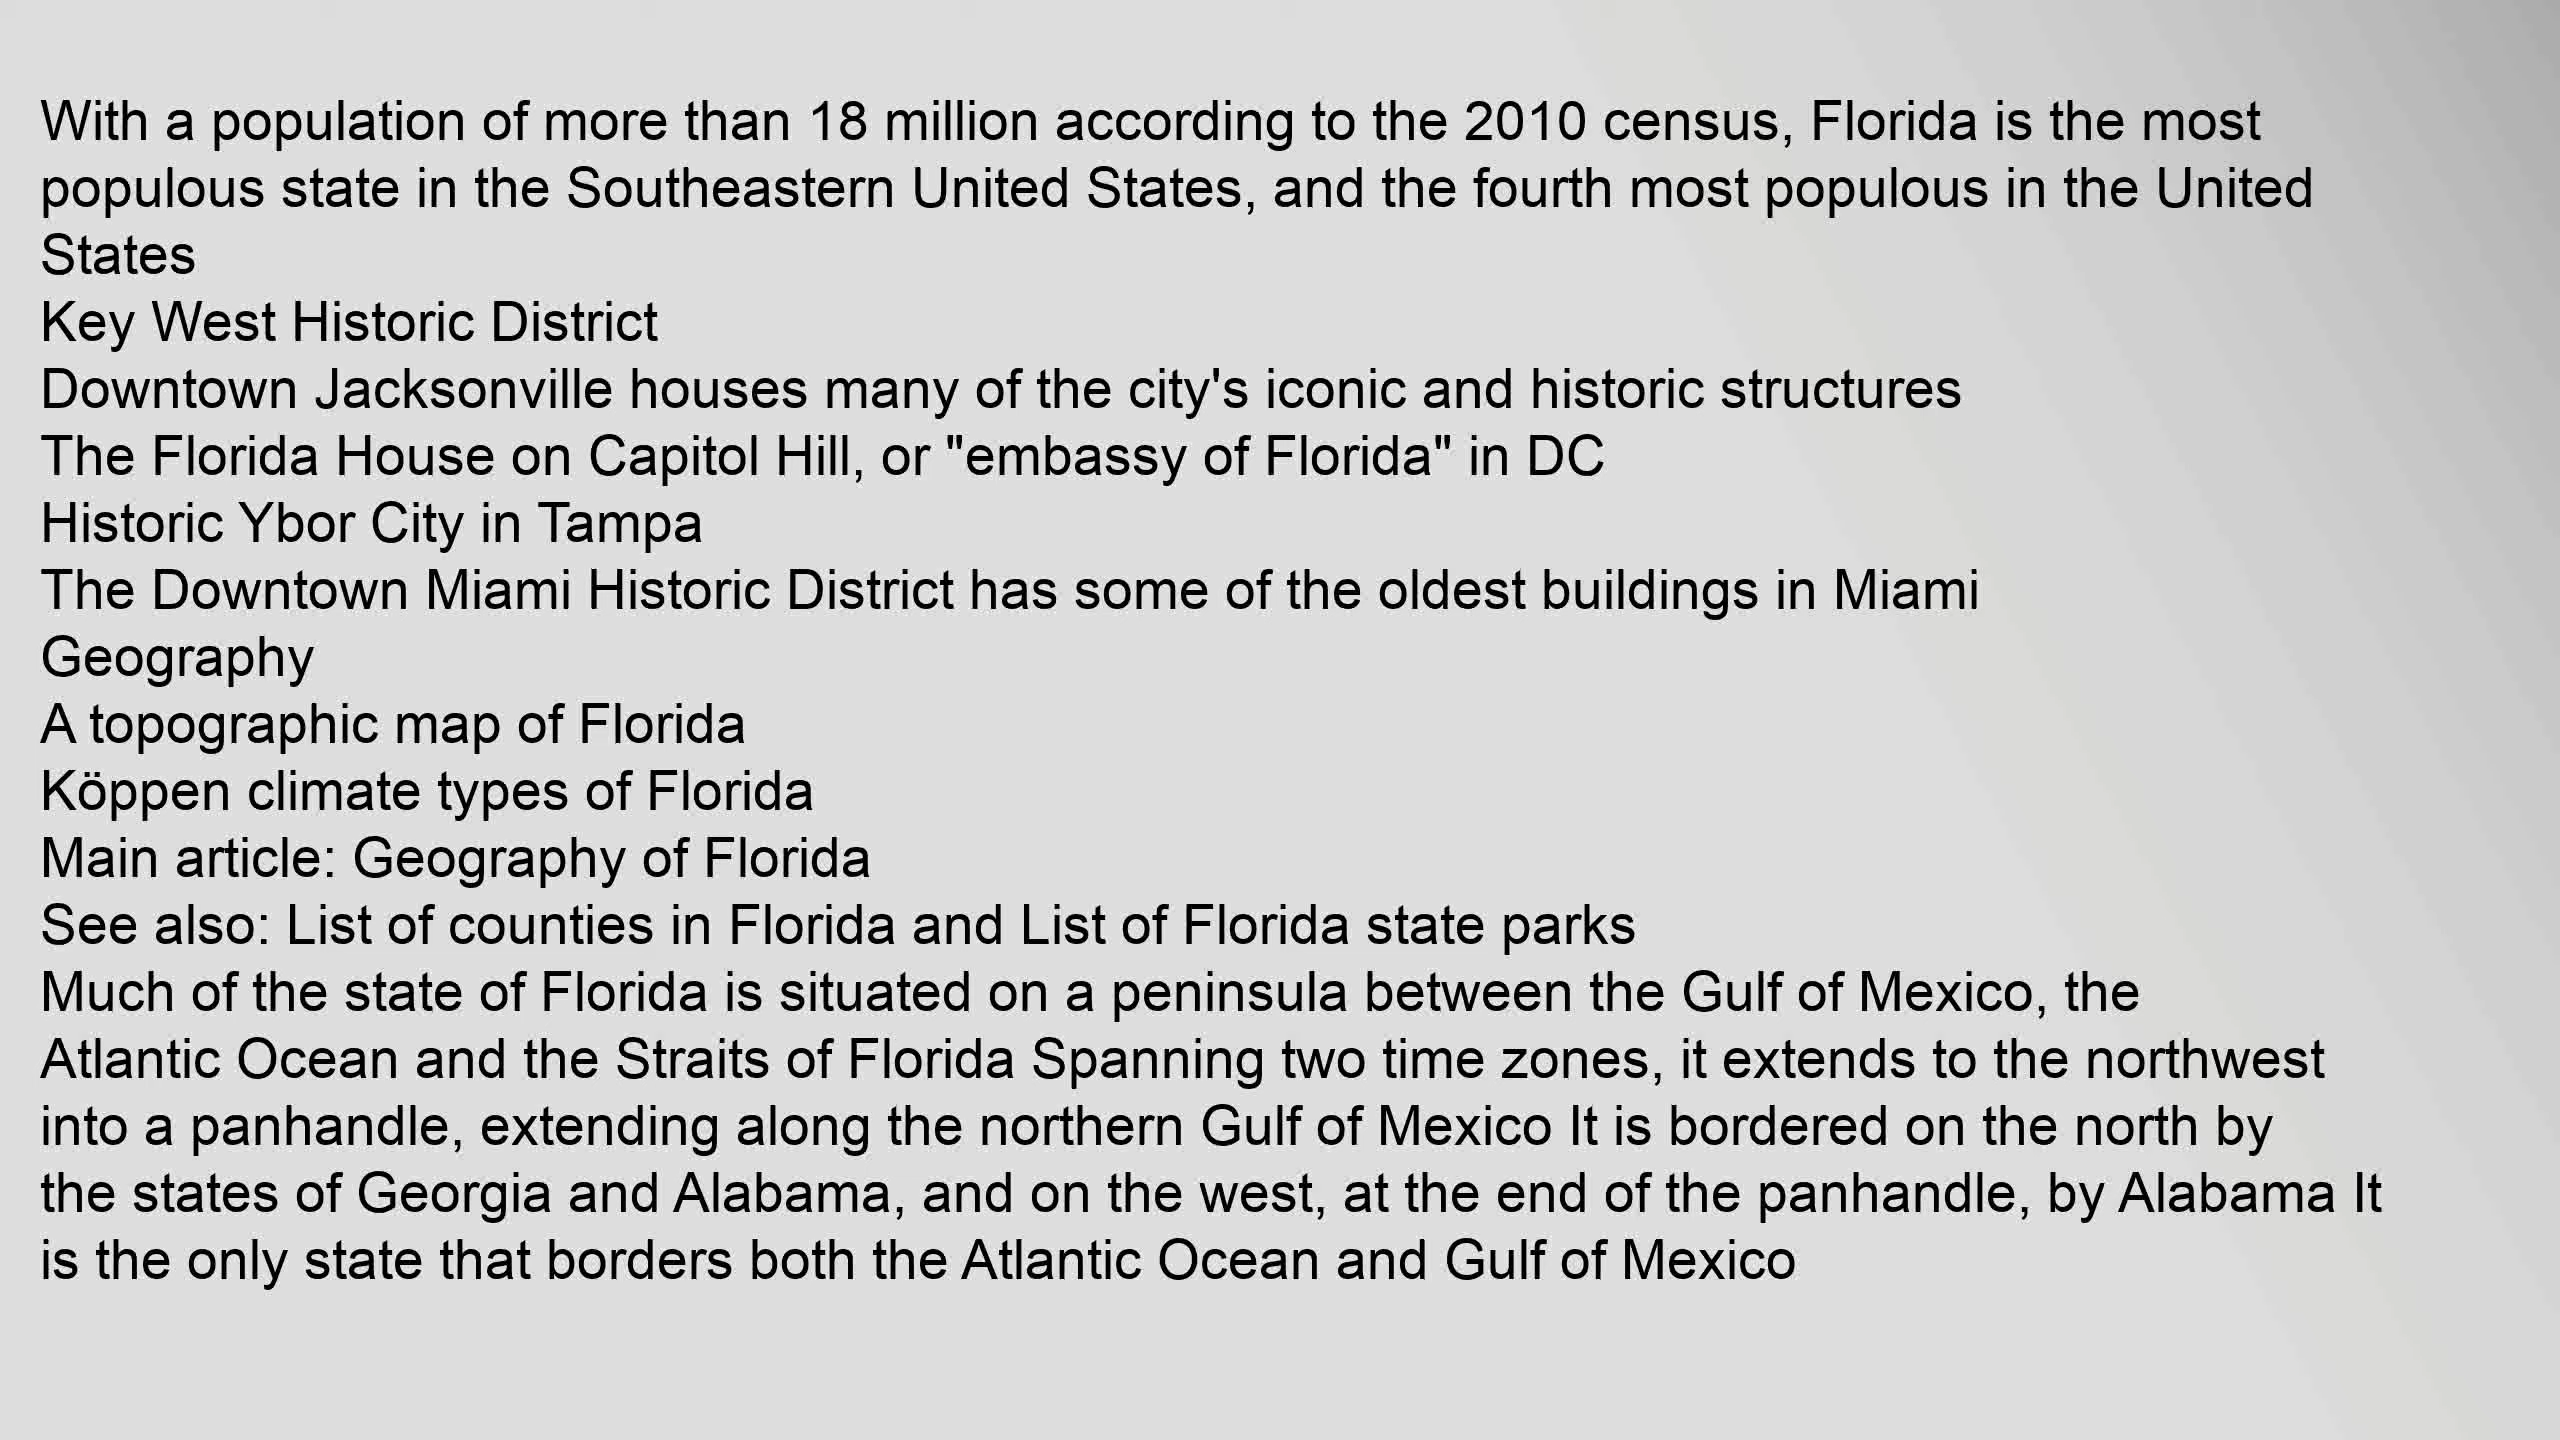 With a population of more than 18 million according to the 2010 census, Florida is the most
populous state in the Southeastern United States, and the fourth most populous in the United
States
Key West Historic District
Downtown Jacksonville houses many of the city's iconic and historic structures
The Florida House on Capitol Hill, or "embassy of Florida" in DC
Historic Ybor City in Tampa
The Downtown Miami Historic District has some of the oldest buildings in Miami
Geography
A topographic map of Florida
Köppen climate types of Florida
Main article: Geography of Florida
See also: List of counties in Florida and List of Florida state parks
Much of the state of Florida is situated on a peninsula between the Gulf of Mexico, the
Atlantic Ocean and the Straits of Florida Spanning two time zones, it extends to the northwest
into a panhandle, extending along the northern Gulf of Mexico It is bordered on the north by
the states of Georgia and Alabama, and on the west, at the end of the panhandle, by Alabama It
is the only state that borders both the Atlantic Ocean and Gulf of Mexico